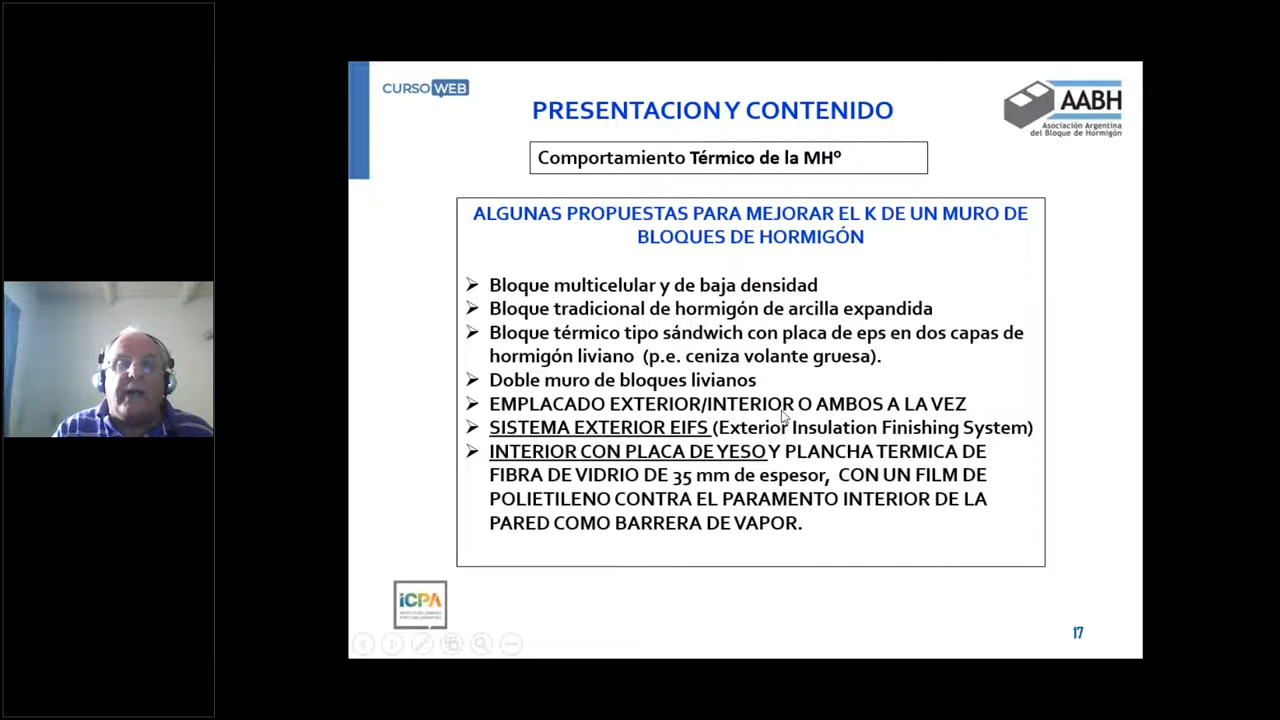 CURSO WEB
PRESENTACION Y CONTENIDO
AABH
Asociación Argentina
del Bloque de Hormigón
Comportamiento Térmico de la MHº
ALGUNAS PROPUESTAS PARA MEJORAR EL K DE UN MURO DE
BLOQUES DE HORMIGÓN
Bloque multicelular y de baja densidad
Bloque tradicional de hormigón de arcilla expandida
Bloque térmico tipo sándwich con placa de eps en dos capas de
hormigón liviano (p.e. ceniza volante gruesa).
Doble muro de bloques livianos
EMPLACADO EXTERIOR/INTERIOR O AMBOS A LA VEZ
SISTEMA EXTERIOR EIFS (Exterior Insulation Finishing System)
INTERIOR CON PLACA DE YESO Y PLANCHA TERMICA DE
FIBRA DE VIDRIO DE 35 mm de espesor, CON UN FILM DE
POLIETILENO CONTRA EL PARAMENTO INTERIOR DE LA
PARED COMO BARRERA DE VAPOR.
iCPA
17